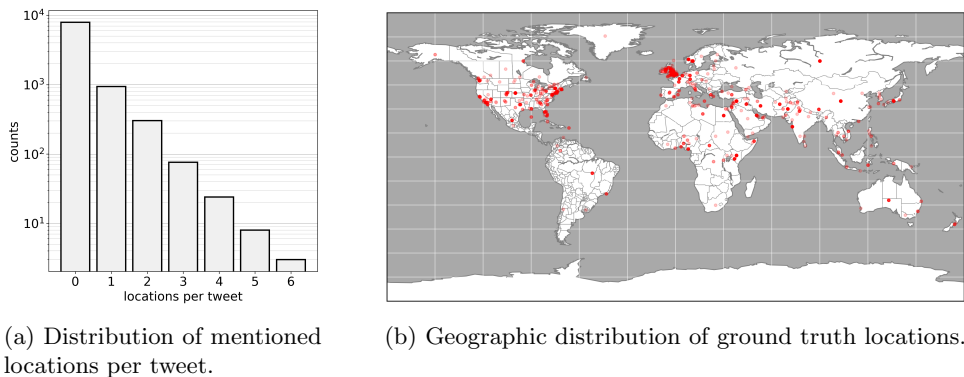 10^4
10^3
10^2
10^1
counts
0 1 2 3 4 5 6
locations per tweet
(a) Distribution of mentioned
locations per tweet.
(b) Geographic distribution of ground truth locations.